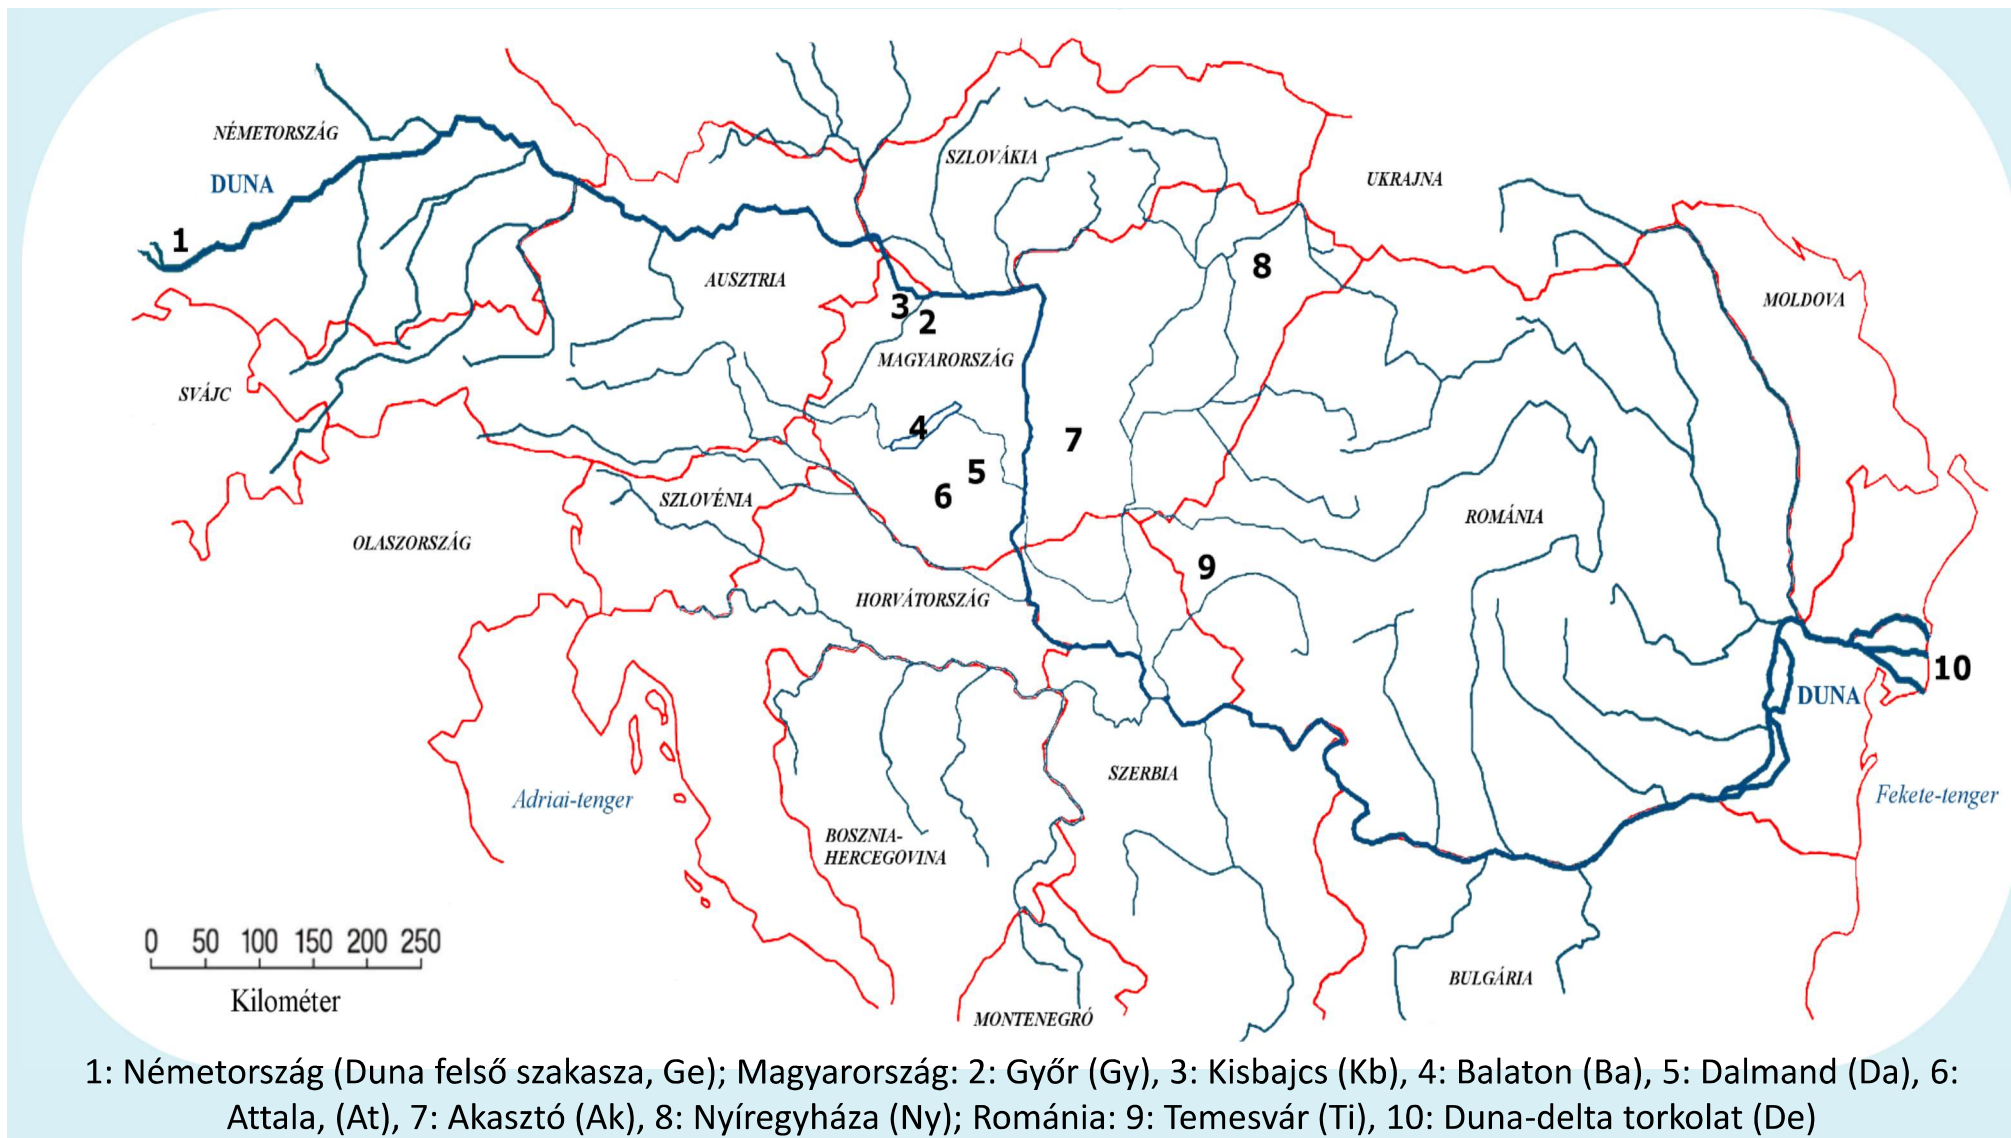 NÉMETORSZÁG
DUNA
1
SZLOVÁKIA
UKRAJNA
AUSZTRIA
8
MOLDOVA
3
2
MAGYARORSZÁG
SVÁJC
4
7
5
6
SZLOVÉNIA
ROMÁNIA
OLASZORSZÁG
9
HORVÁTORSZÁG
10
DUNA
SZERBIA
Adriai-tenger
Fekete-tenger
BOSZNIA-
HERCEGOVINA
0 50 100 150 200 250
Kilométer
BULGÁRIA
MONTENEGRÓ
1: Németország (Duna felső szakasza, Ge); Magyarország: 2: Győr (Gy), 3: Kisbajcs (Kb), 4: Balaton (Ba), 5: Dalmand (Da), 6:
Attala, (At), 7: Akasztó (Ak), 8: Nyíregyháza (Ny); Románia: 9: Temesvár (Ti), 10: Duna-delta torkolat (De)